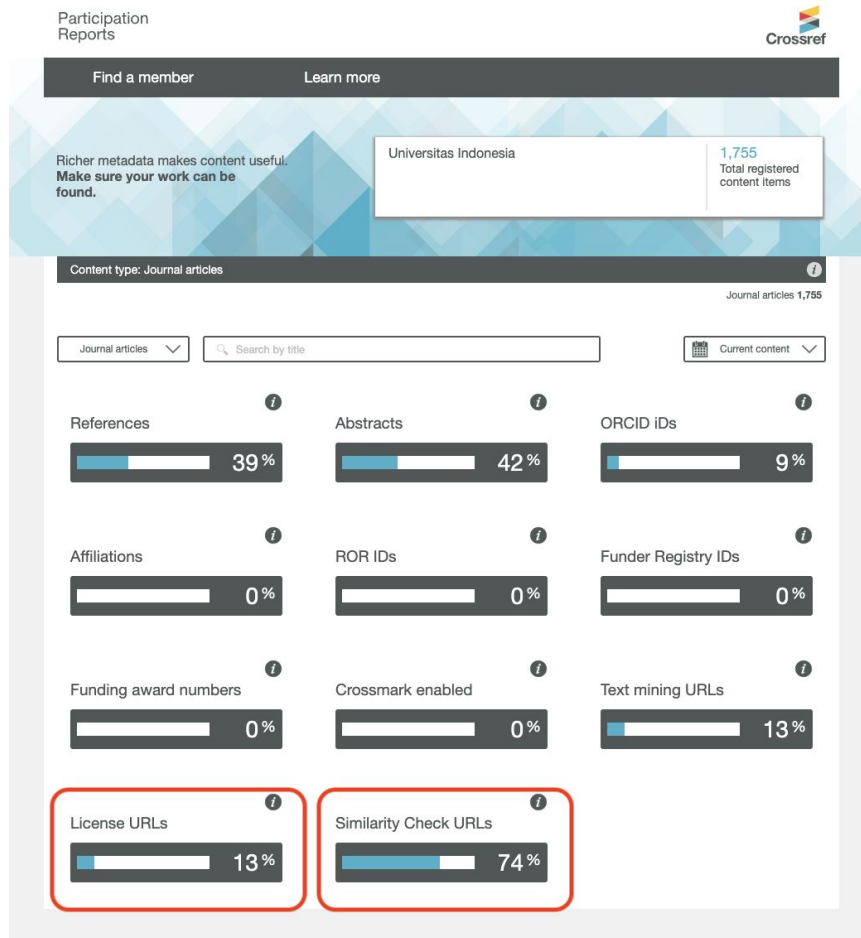 Participation
Reports
Crossref
Find a member
Learn more
Richer metadata makes content useful.
Make sure your work can be
found.
Universitas Indonesia
1,755
Total registered
content items
Content type: Journal articles
Journal articles 1,755
Journal articles
Search by title
Current content
References
39%
Abstracts
42%
ORCID iDs
9%
Affiliations
0%
ROR IDs
0%
Funder Registry IDs
0%
Funding award numbers
0%
Crossmark enabled
0%
Text mining URLs
13%
License URLs
13%
Similarity Check URLs
74%